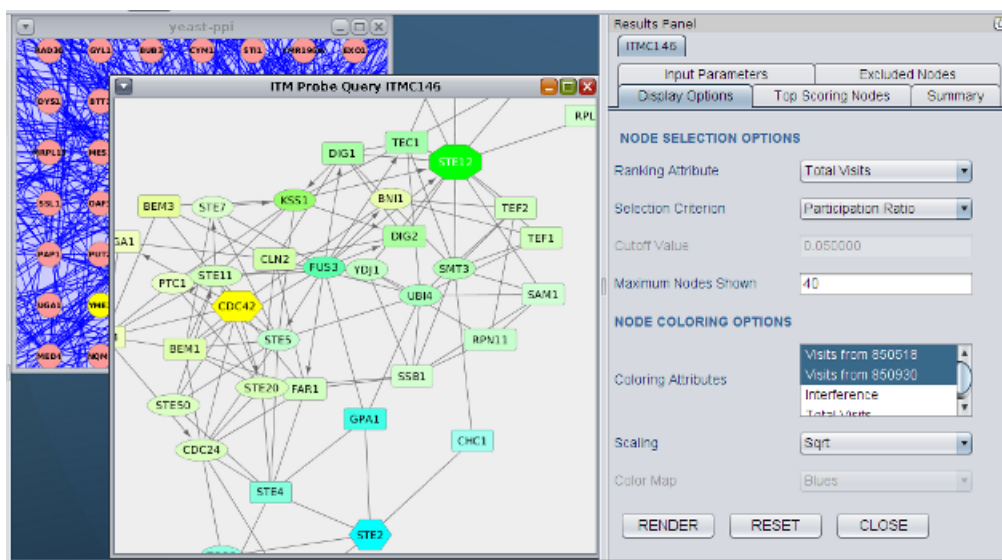 yeast-ppi
RAD30
GYL1
BUB3
CYM1
STI1
EXO1
DYS1
MES
SSL1
PAP1
UGA1
MED4
ITM Probe Query ITMC146
RPL
TEC1
DIG1
STE12
BEM3
STE7
KSS1
BNI1
TEF2
GA1
DIG2
TEF1
CLN2
FUS3
YDJ1
SMT3
STE11
PTC1
UBI4
SAM1
CDC42
STE5
RPN11
BEM1
SSB1
STE20
FAR1
STE50
GPA1
CHC1
CDC24
STE4
STE2
Results Panel
ITMC146
Input Parameters
Excluded Nodes
Display Options
Top Scoring Nodes
Summary
NODE SELECTION OPTIONS
Ranking Attribute
Total Visits
Selection Criterion
Participation Ratio
Cutoff Value
0.050000
Maximum Nodes Shown
40
NODE COLORING OPTIONS
Visits from 850518
Visits from 850930
Coloring Attributes
Interference
Total Visits
Scaling
Sqrt
Color Map
Blues
RENDER
RESET
CLOSE